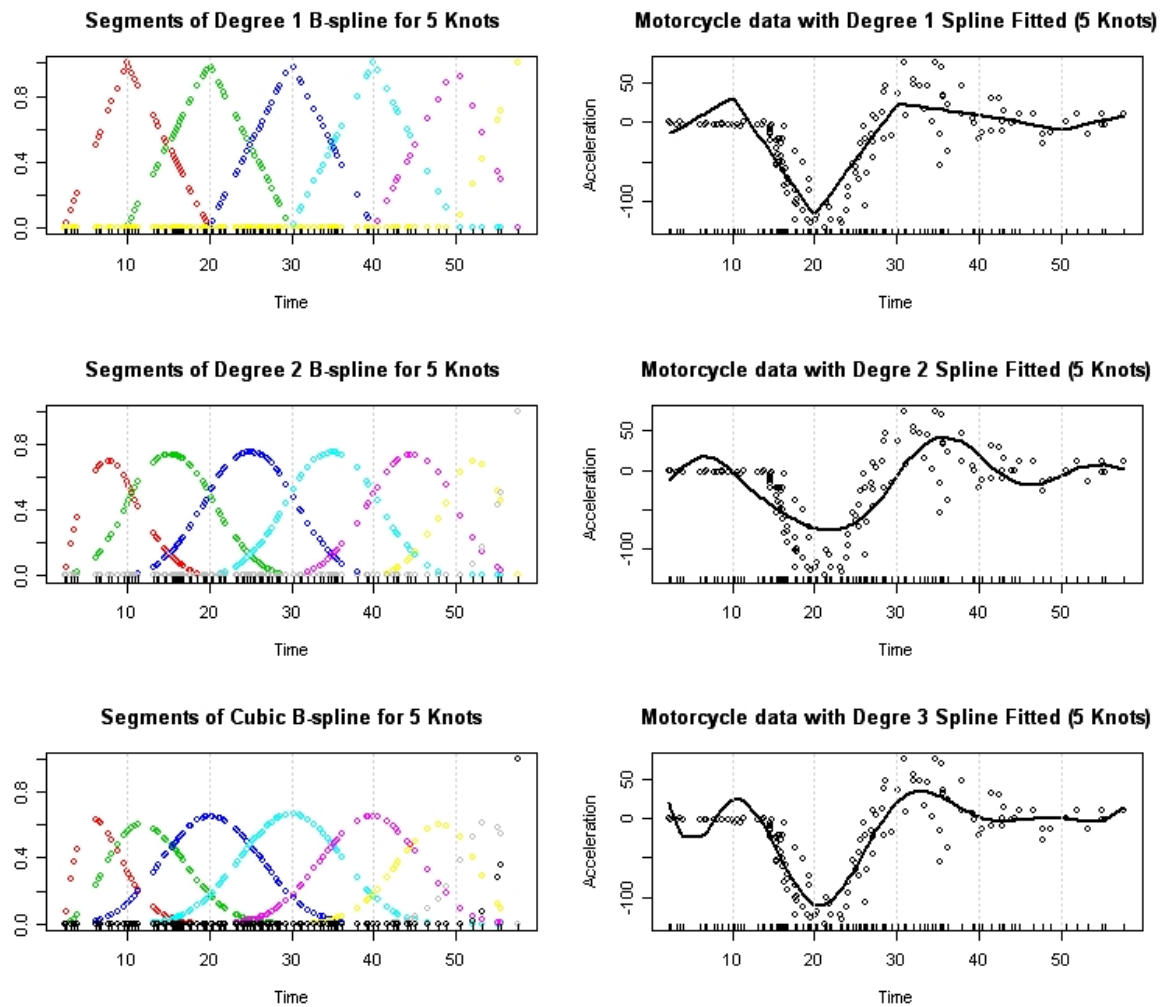 Segments of Degree 1 B-spline for 5 Knots
0.0 0.4 0.8
10 20 30 40 50
Time
Motorcycle data with Degree 1 Spline Fitted (5 Knots)
Acceleration
-100 0 50
10 20 30 40 50
Time
Segments of Degree 2 B-spline for 5 Knots
0.0 0.4 0.8
10 20 30 40 50
Time
Motorcycle data with Degre 2 Spline Fitted (5 Knots)
Acceleration
-100 0 50
10 20 30 40 50
Time
Segments of Cubic B-spline for 5 Knots
0.0 0.4 0.8
10 20 30 40 50
Time
Motorcycle data with Degre 3 Spline Fitted (5 Knots)
Acceleration
-100 0 50
10 20 30 40 50
Time